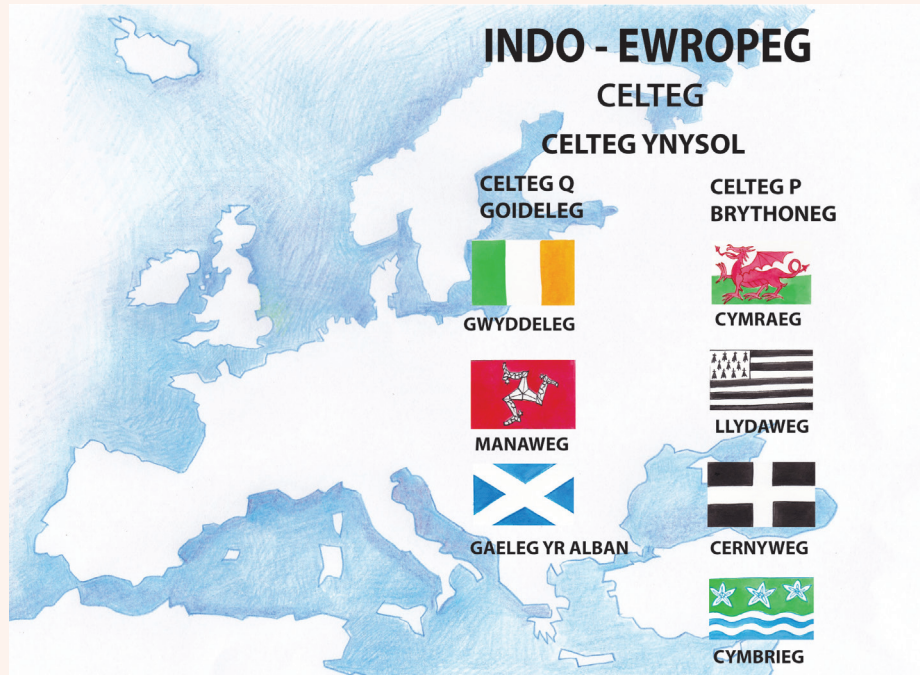 INDO - EWROPEG
CELTEG
CELTEG YNYSOL
CELTEG Q
GOIDELEG
GWYDDELEG
MANAWEG
GAELEG YR ALBAN
CELTEG P
BRYTHONEG
CYMRAEG
LLYDAWEG
CERNYWEG
CYMBRIEG